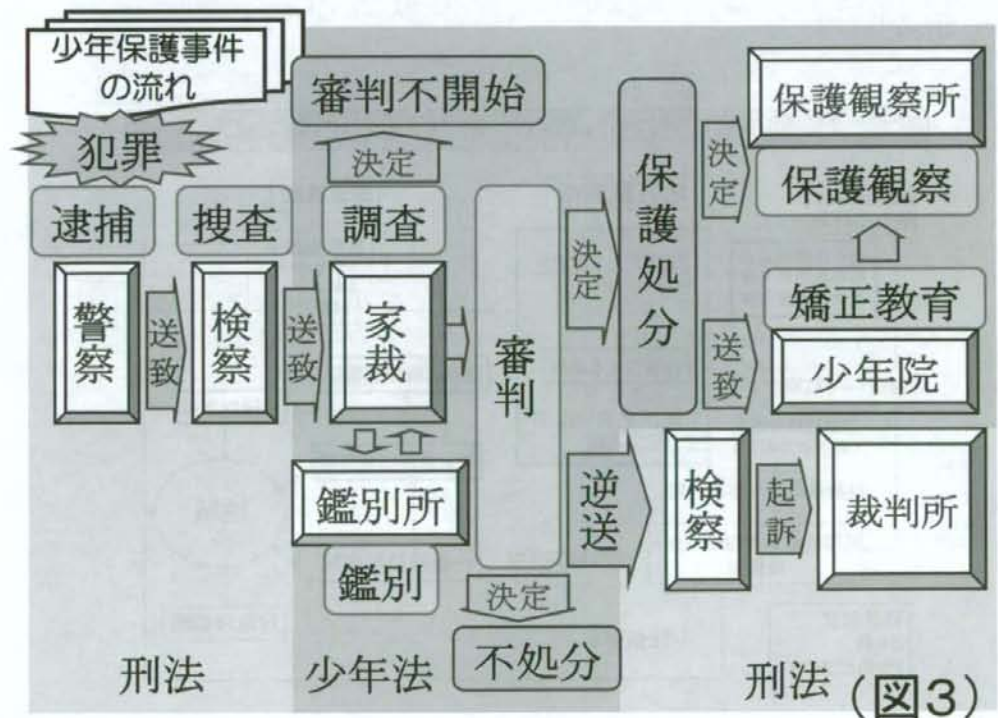 少年保護事件
の流れ
犯罪
審判不開始
決定
逮捕
捜査
調査
警察
送致
検察
送致
家裁
鑑別所
鑑別
審判
決定
不処分
決定
保護処分
決定
保護観察所
保護観察
矯正教育
送致
少年院
逆送
検察
起訴
裁判所
刑法
少年法
刑法
(図3)